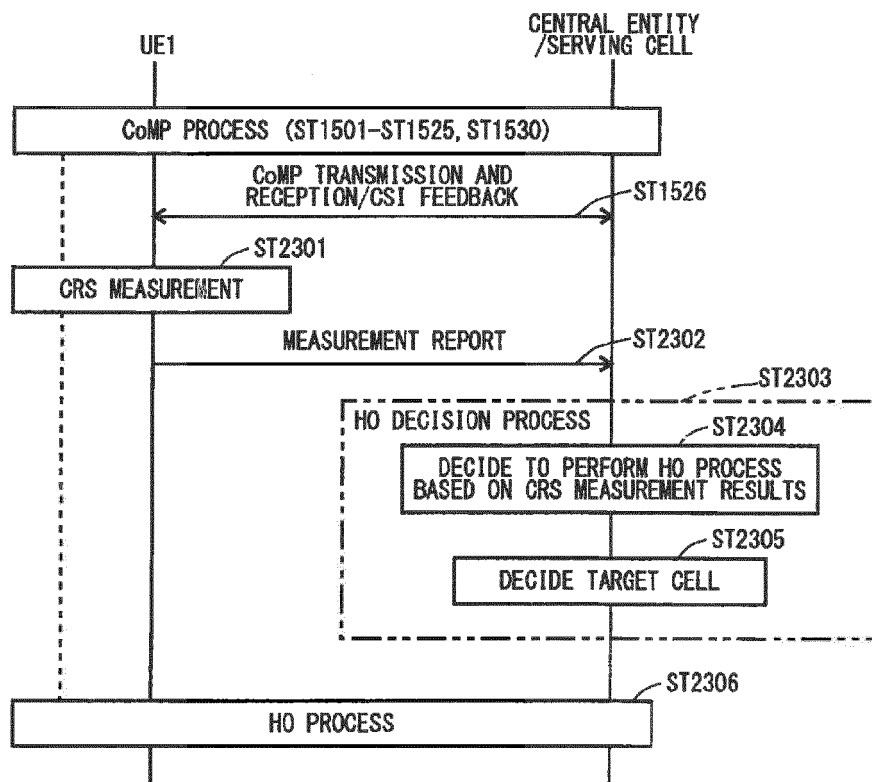 UE1
CENTRAL ENTITY
/SERVING CELL
CoMP PROCESS (ST1501-ST1525, ST1530)
CoMP TRANSMISSION AND
RECEPTION/CSI FEEDBACK
ST1526
ST2301
CRS MEASUREMENT
MEASUREMENT REPORT
ST2302
ST2303
HO DECISION PROCESS
ST2304
DECIDE TO PERFORM HO PROCESS
BASED ON CRS MEASUREMENT RESULTS
ST2305
DECIDE TARGET CELL
ST2306
HO PROCESS